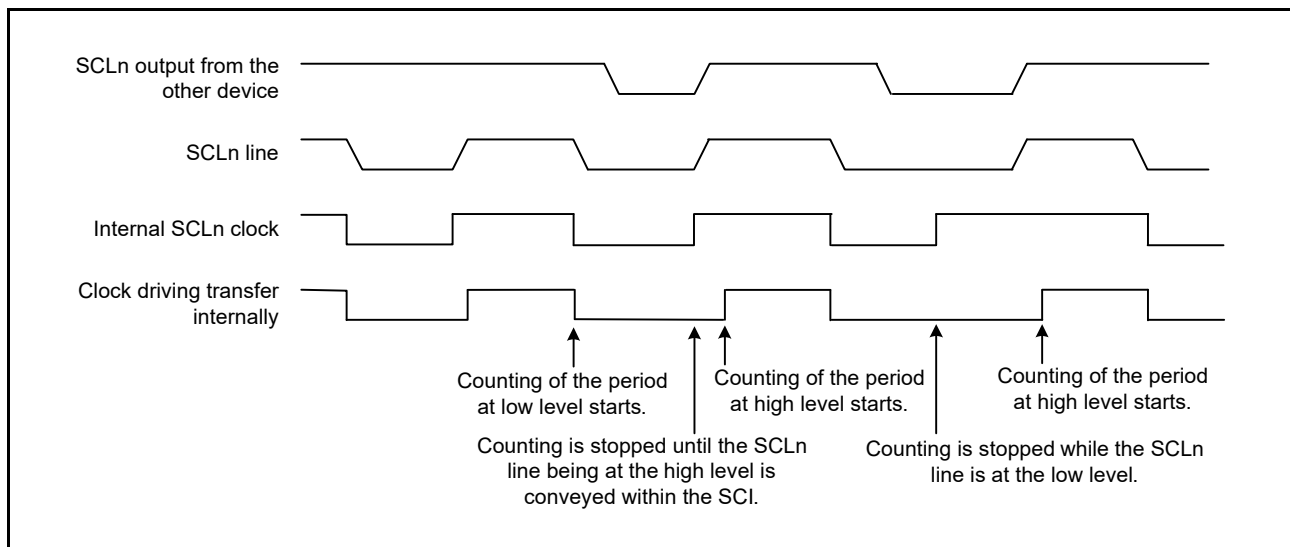 SCLn output from the
other device
SCLn line
Internal SCLn clock
Clock driving transfer
internally
Counting of the period
at low level starts.
Counting of the period
at high level starts.
Counting of the period
at high level starts.
Counting is stopped until the SCLn
line being at the high level is
conveyed within the SCI.
Counting is stopped while the SCLn
line is at the low level.